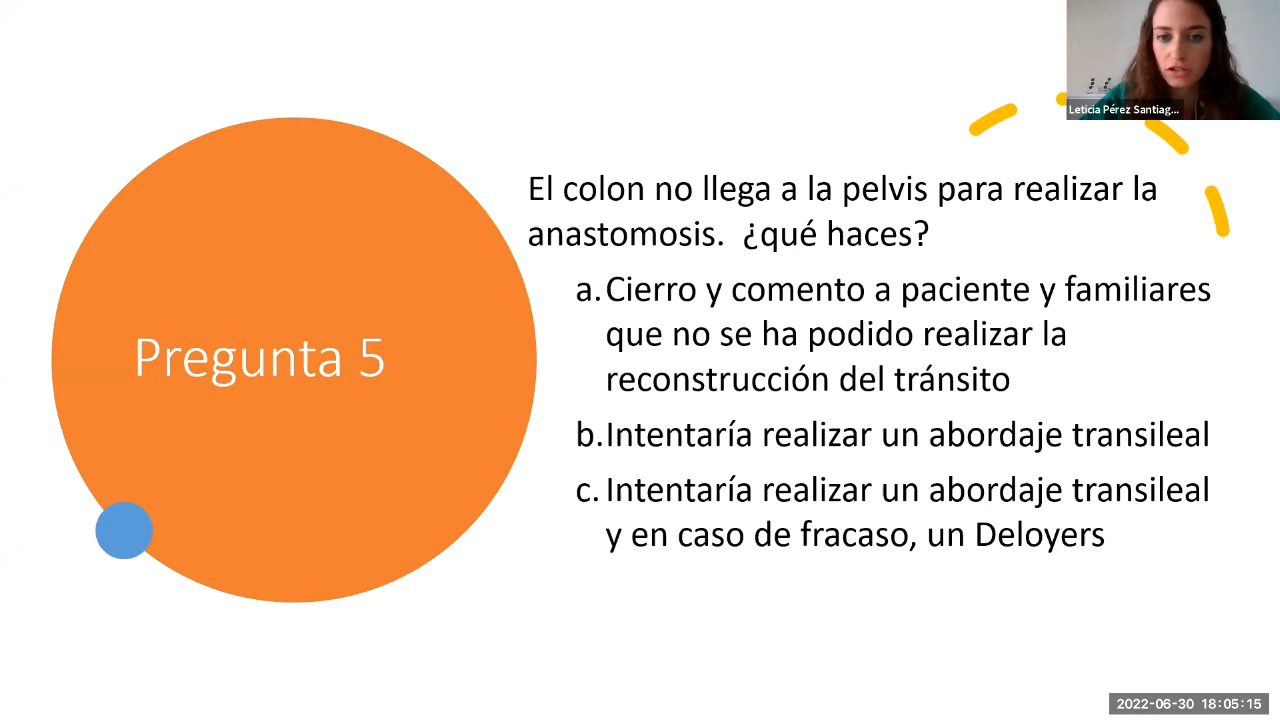 Leticia Pérez Santiag...
El colon no llega a la pelvis para realizar la
anastomosis. ¿qué haces?
a. Cierro y comento a paciente y familiares
que no se ha podido realizar la
reconstrucción del tránsito
b. Intentaría realizar un abordaje transileal
c. Intentaría realizar un abordaje transileal
y en caso de fracaso, un Deloyers
Pregunta 5
2022-06-30 18:05:15